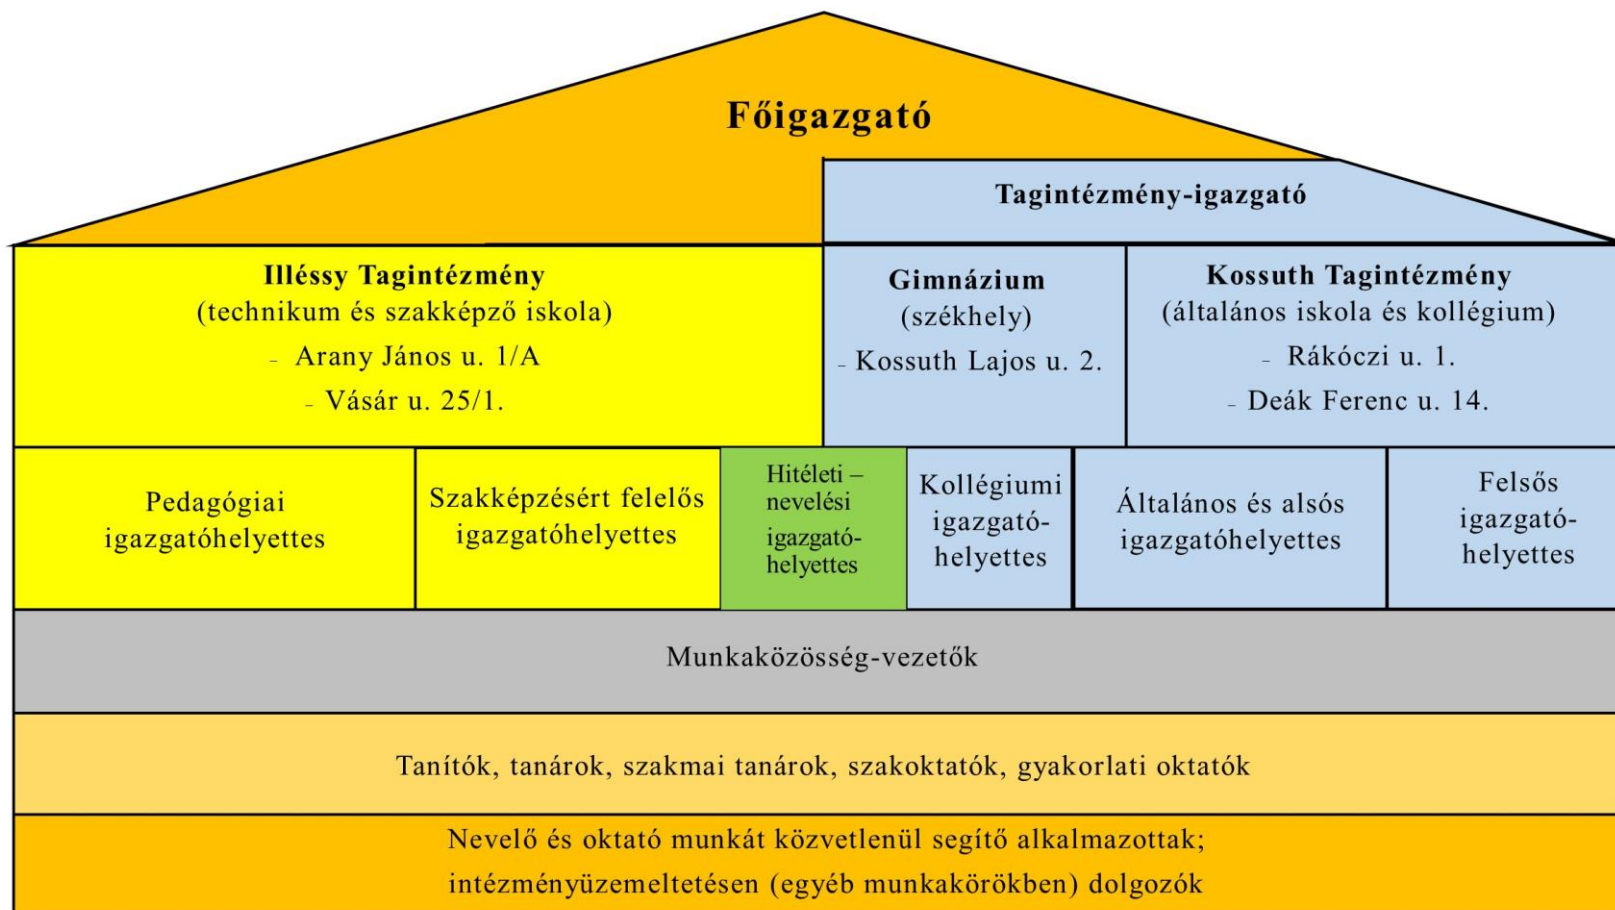 Főigazgató
Tagintézmény-igazgató
Illéssy Tagintézmény
(technikum és szakképző iskola)
- Arany János u. 1/A
- Vásár u. 25/1.
Gimnázium
(székhely)
- Kossuth Lajos u. 2.
Kossuth Tagintézmény
(általános iskola és kollégium)
- Rákóczi u. 1.
- Deák Ferenc u. 14.
Pedagógiai
igazgatóhelyettes
Szakképzésért felelős
igazgatóhelyettes
Hitéleti –
nevelési
igazgató-
helyettes
Kollégiumi
igazgató-
helyettes
Általános és alsós
igazgatóhelyettes
Felsős
igazgató-
helyettes
Munkaközösség-vezetők
Tanítók, tanárok, szakmai tanárok, szakoktatók, gyakorlati oktatók
Nevelő és oktató munkát közvetlenül segítő alkalmazottak;
intézményüzemeltetésen (egyéb munkakörökben) dolgozók